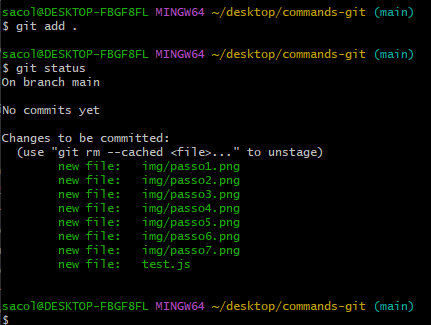 sacol@DESKTOP-FBGF8FL MINGW64 ~/desktop/commands-git (main)
$ git add .
sacol@DESKTOP-FBGF8FL MINGW64 ~/desktop/commands-git (main)
$ git status
On branch main
No commits yet
Changes to be committed:
  (use "git rm --cached <file>..." to unstage)
        new file:   img/passo1.png
        new file:   img/passo2.png
        new file:   img/passo3.png
        new file:   img/passo4.png
        new file:   img/passo5.png
        new file:   img/passo6.png
        new file:   img/passo7.png
        new file:   test.js
sacol@DESKTOP-FBGF8FL MINGW64 ~/desktop/commands-git (main)
$